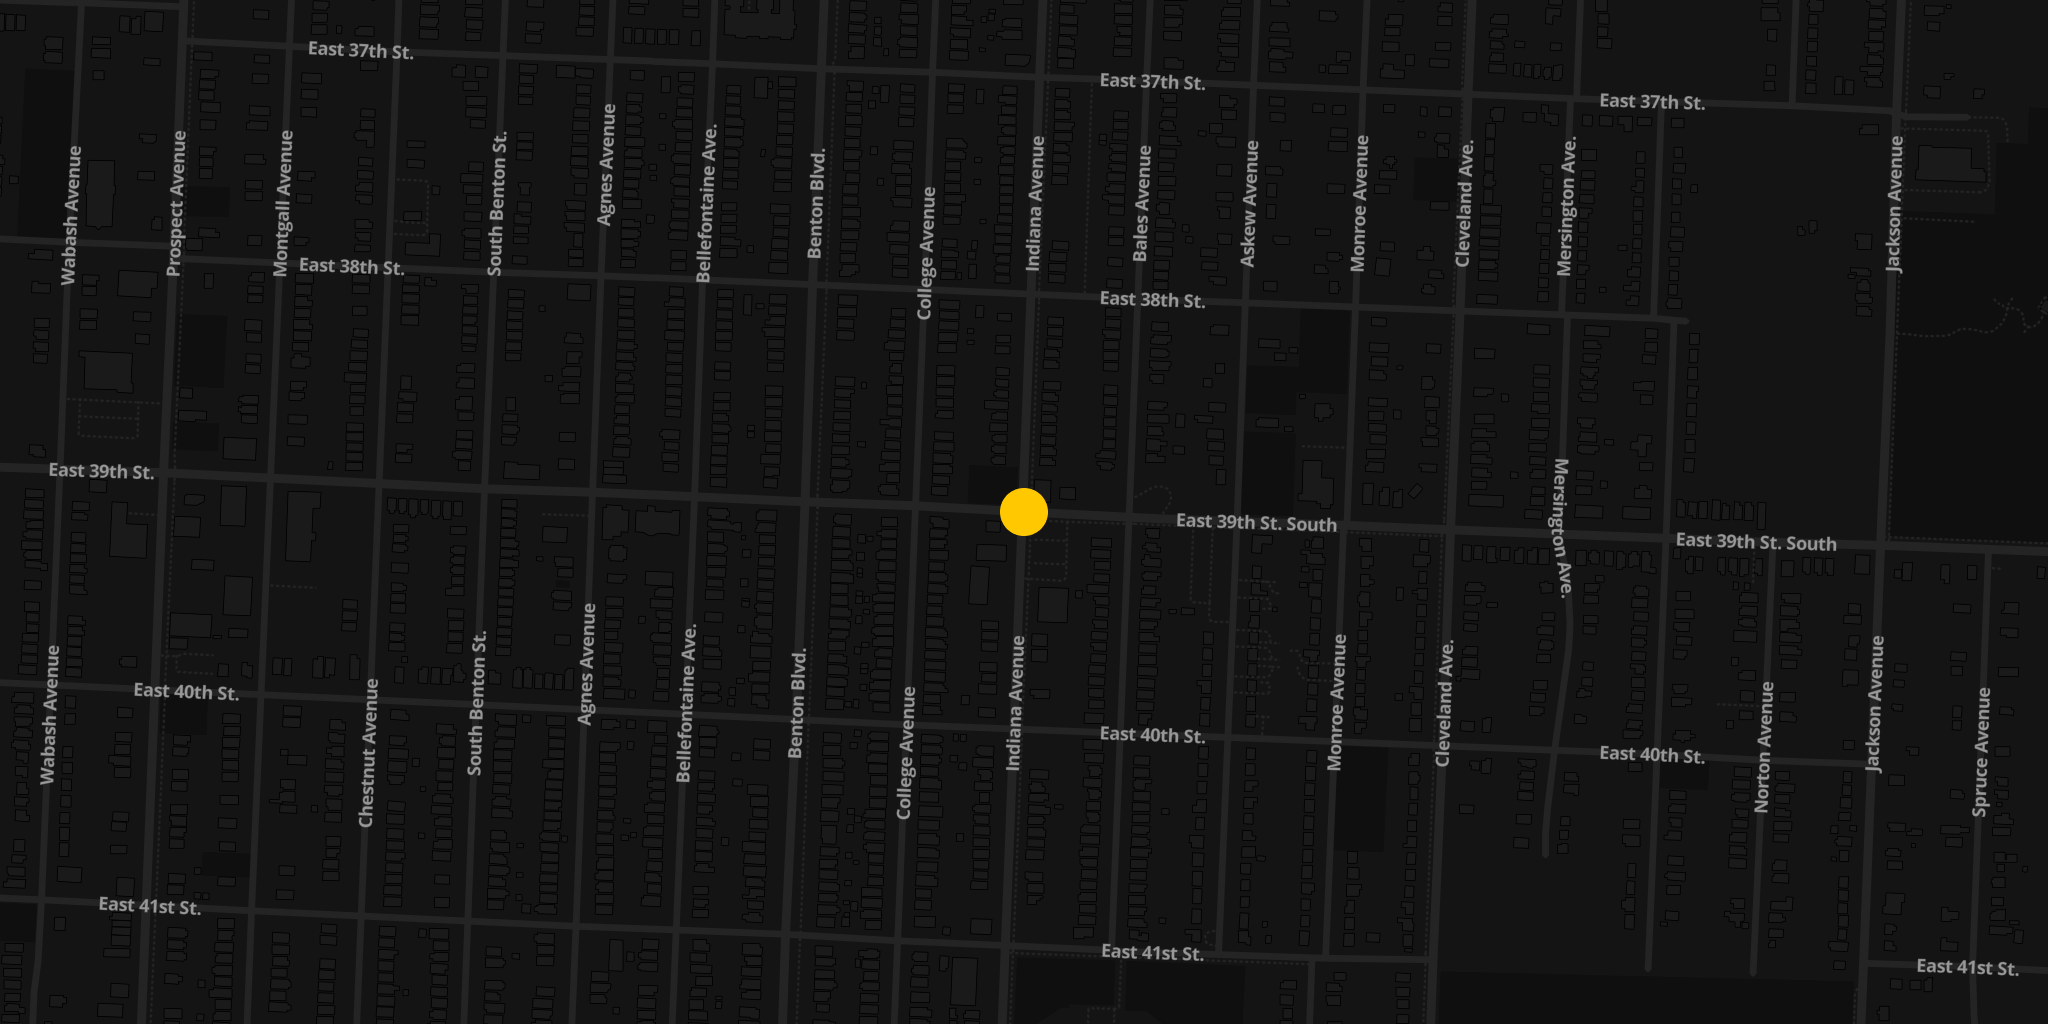 East 37th St.
East 37th St.
East 37th St.
Wabash Avenue
Prospect Avenue
Montgall Avenue
South Benton St.
Agnes Avenue
Bellefontaine Ave.
Benton Blvd.
College Avenue
Indiana Avenue
Bales Avenue
Askew Avenue
Monroe Avenue
Cleveland Ave.
Mersington Ave.
Jackson Avenue
East 38th St.
East 38th St.
East 39th St.
East 39th St. South
Mersington Ave.
East 39th St. South
Wabash Avenue
East 40th St.
Chestnut Avenue
South Benton St.
Agnes Avenue
Bellefontaine Ave.
Benton Blvd.
College Avenue
Indiana Avenue
East 40th St.
Monroe Avenue
Cleveland Ave.
East 40th St.
Norton Avenue
Jackson Avenue
Spruce Avenue
East 41st St.
East 41st St.
East 41st St.